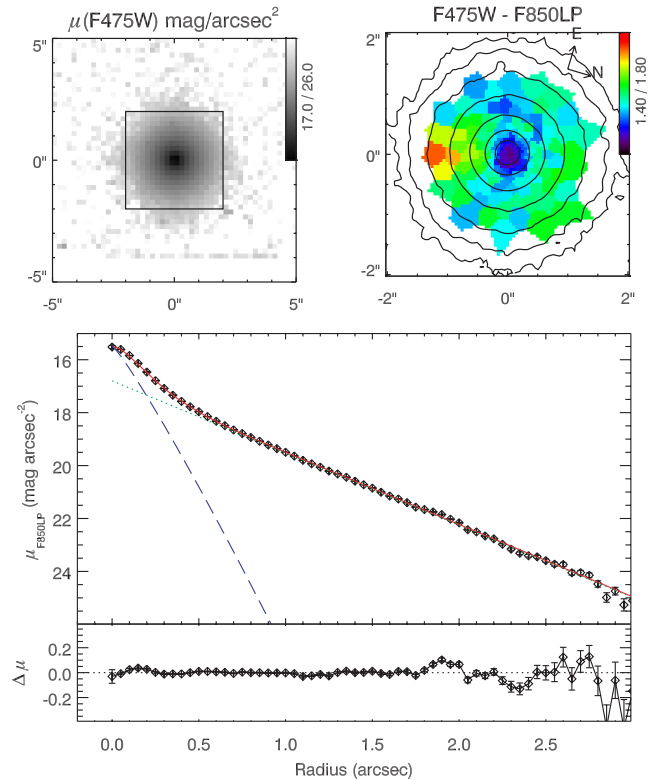 μ(F475W) mag/arcsec²
F475W - F850LP
5"
0"
-5"
-5" 0" 5"
17.0 / 26.0
2"
0"
-2"
-2" 0" 2"
E
N
1.40 / 1.80
16
18
20
22
24
μF850LP (mag arcsec⁻²)
0.2
0.0
-0.2
Δ μ
0.0 0.5 1.0 1.5 2.0 2.5
Radius (arcsec)